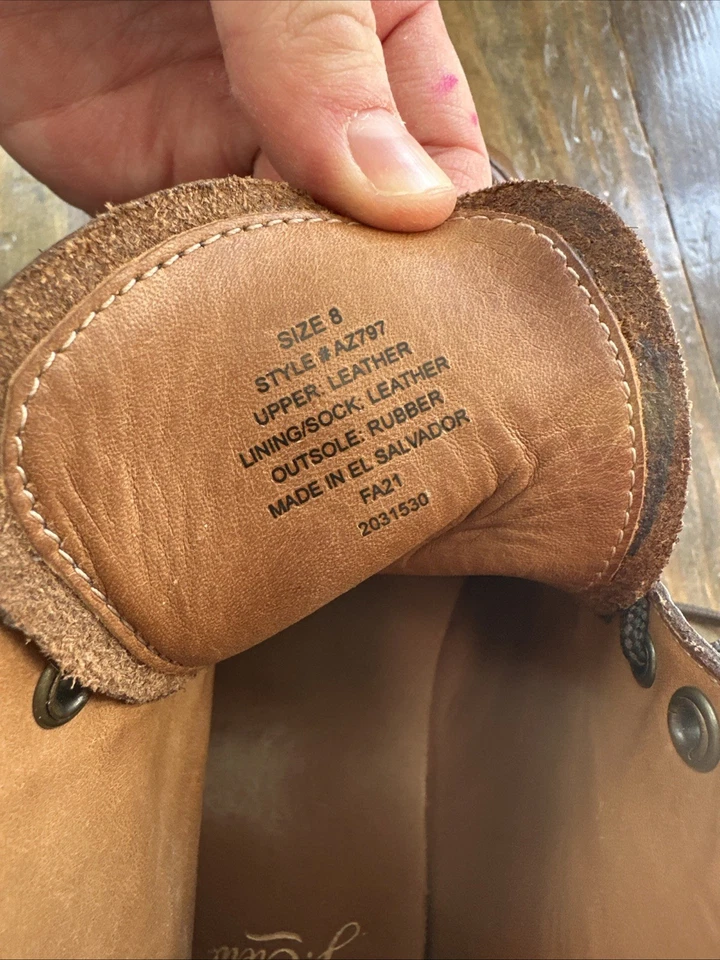 SIZE 8
STYLE # AZ797
UPPER: LEATHER
LINING/SOCK: LEATHER
OUTSOLE: RUBBER
MADE IN EL SALVADOR
FA21
2031530